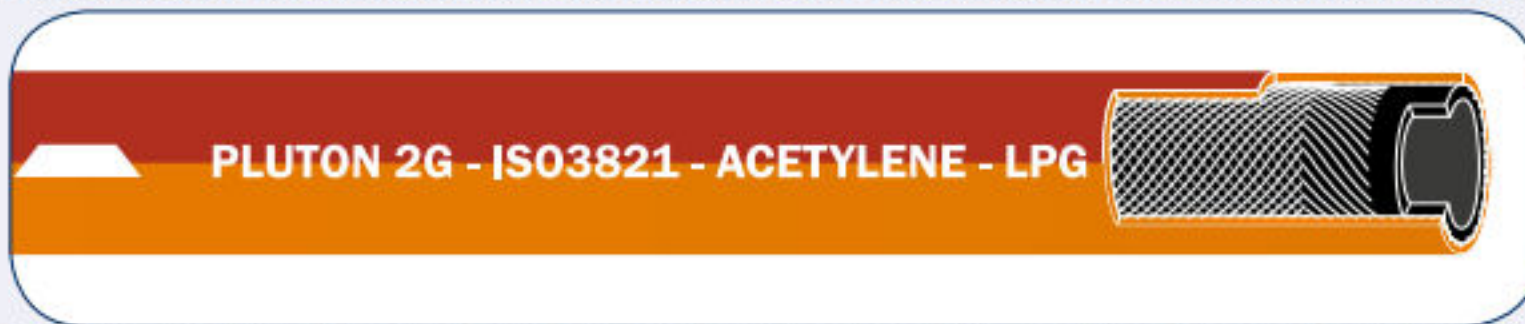 PLUTON 2G - ISO3821 - ACETYLENE - LPG